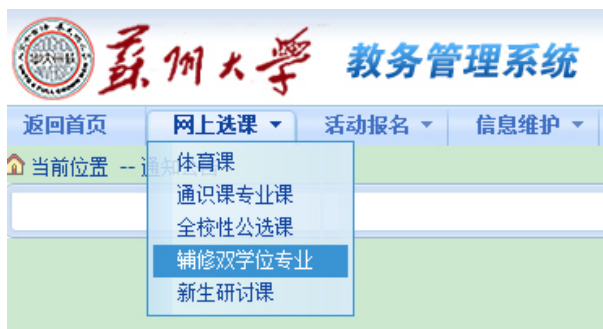 蘇州大學 教务管理系统
返回首页 网上选课 活动报名 信息维护
当前位置 -- 通知
体育课
通识课专业课
全校性公选课
辅修双学位专业
新生研讨课